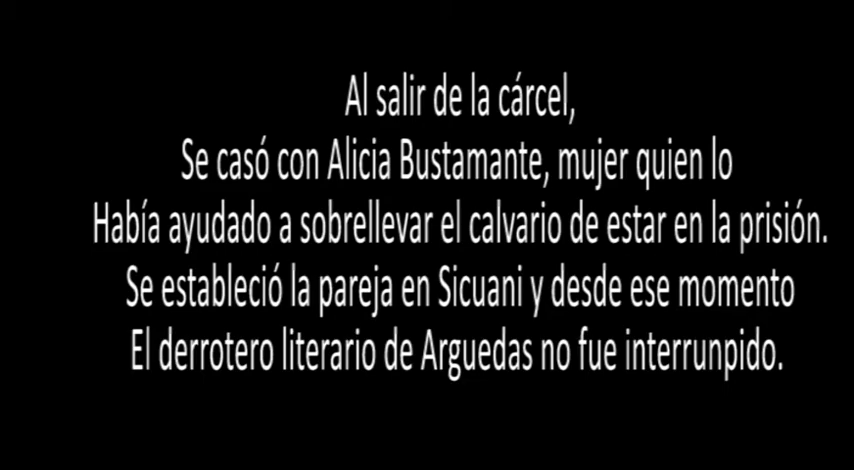 Al salir de la cárcel,
Se casó con Alicia Bustamante, mujer quien lo
Había ayudado a sobrellevar el calvario de estar en la prisión.
Se estableció la pareja en Sicuani y desde ese momento
El derrotero literario de Arguedas no fue interrunpido.